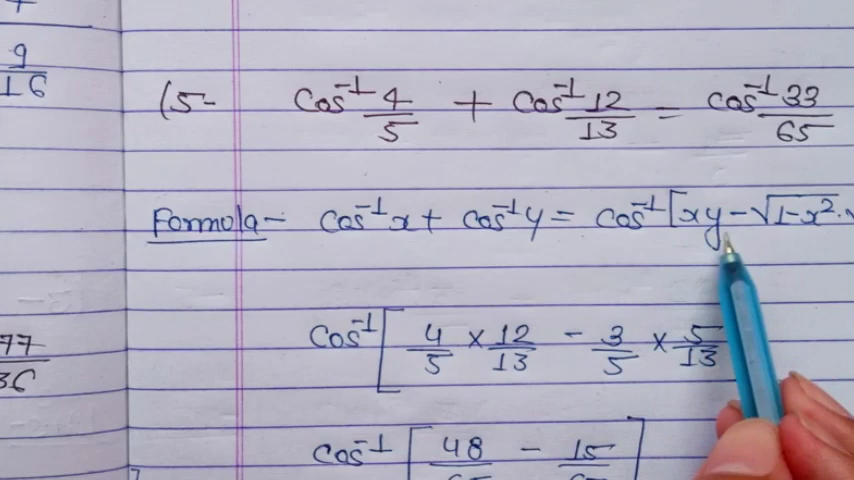 9/16
(5- Cos⁻¹ 4/5 + Cos⁻¹ 12/13 = Cos⁻¹ 33/65
Formula- Cos⁻¹x + Cos⁻¹y = Cos⁻¹[xy - √1-x².
Cos⁻¹[4/5 × 12/13 - 3/5 × 5/13
77/36
Cos⁻¹[48 - 15]